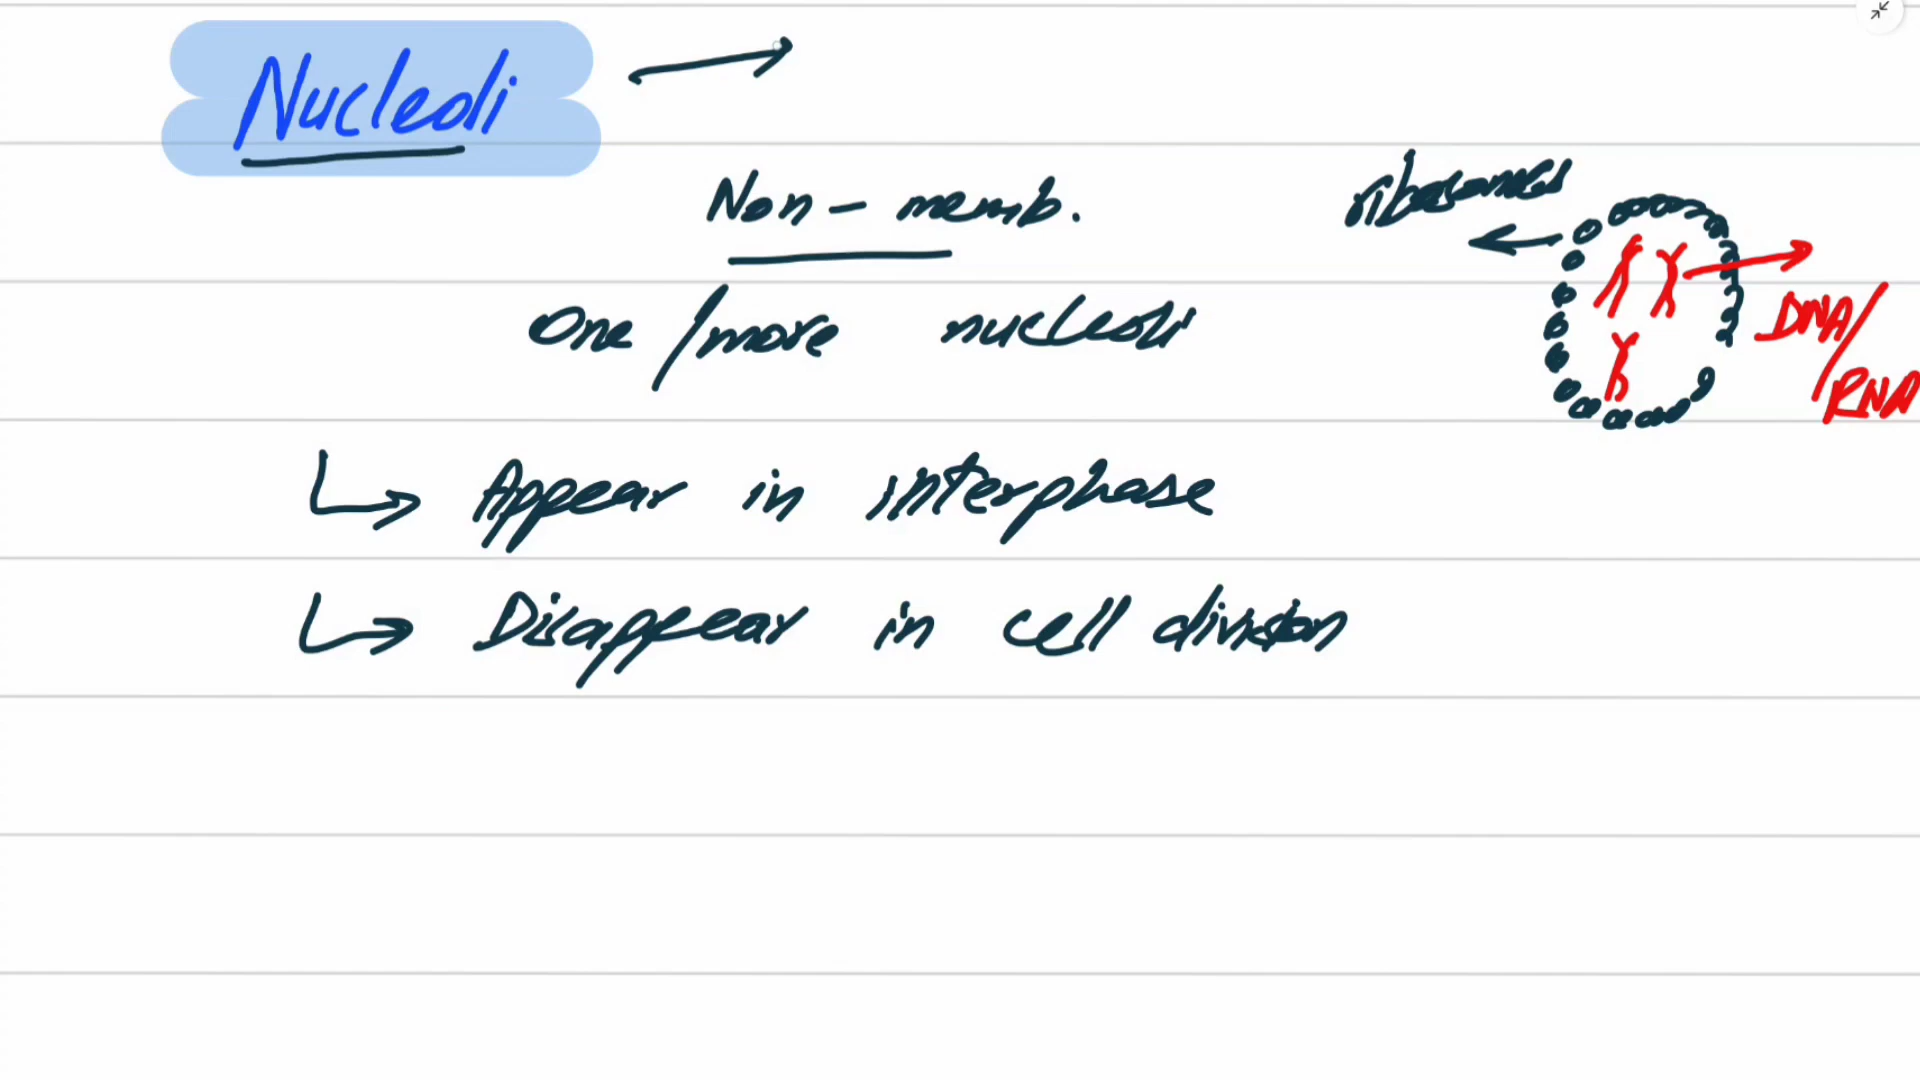 Nucleoli
Non-memb.
ribosomes
One/more nucleoli
DNA/
RNA
Appear in interphase
Disappear in cell division